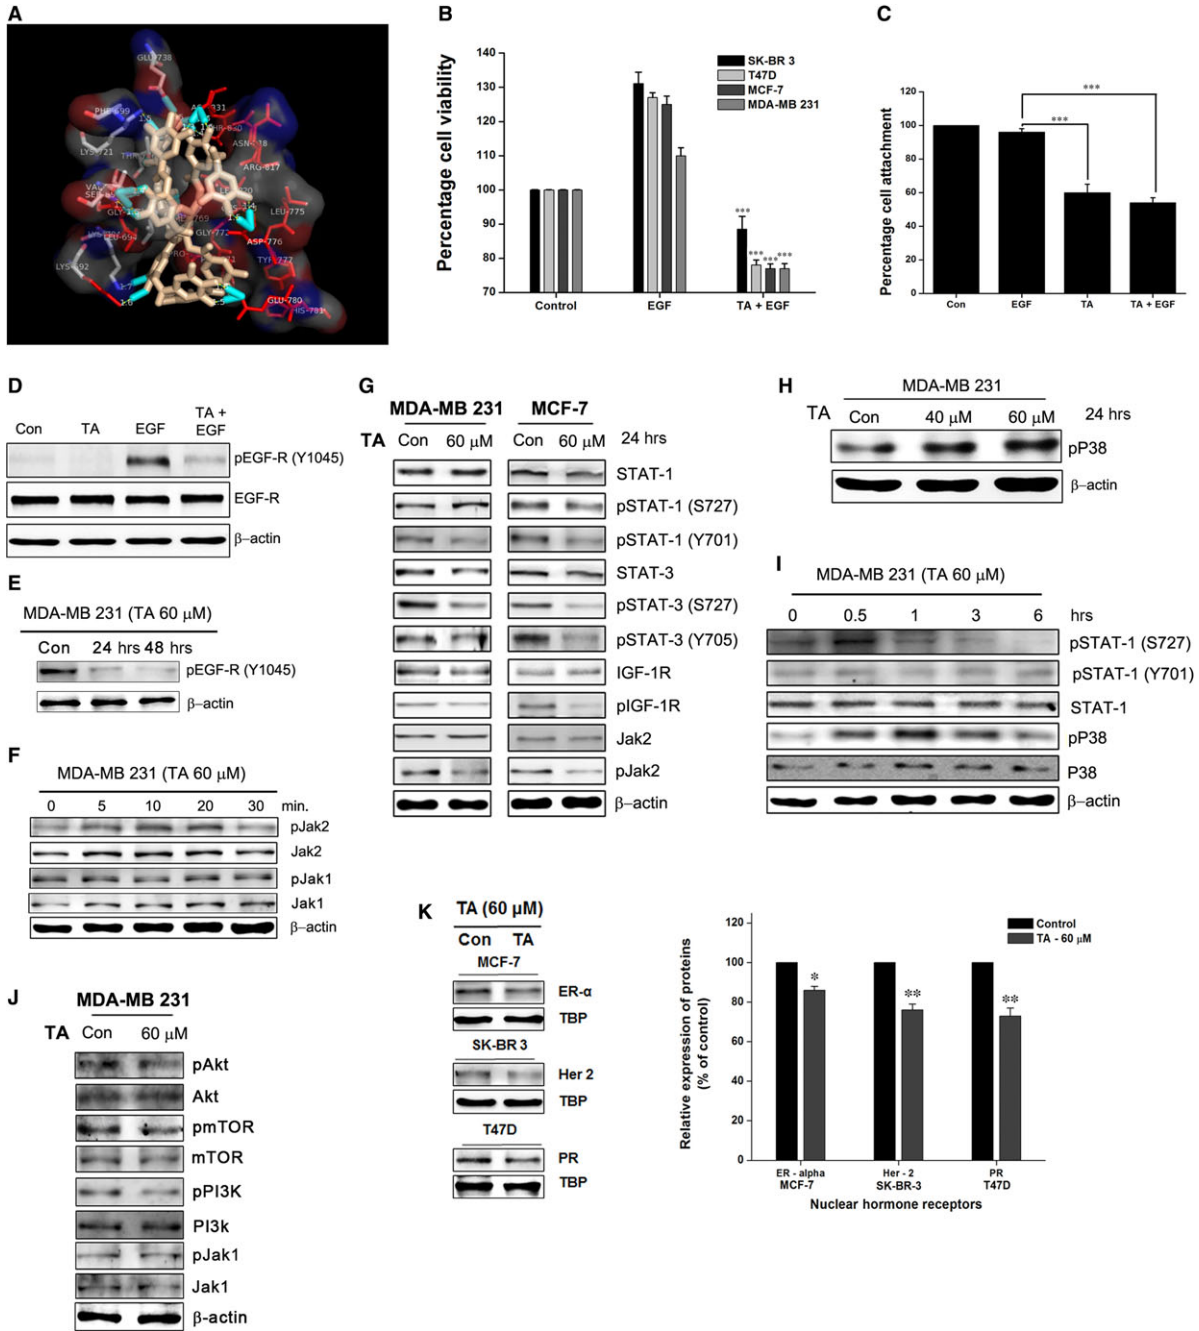 A
GLU-738
PHE-699
LYS-721
ASN-818
ARG-817
LEU-775
GLY-772
ASP-776
TYR-777
LEU-694
LYS-692
GLU-780
HIS-781
B
Percentage cell viability
140
130
120
110
100
90
80
70
SK-BR 3
T47D
MCF-7
MDA-MB 231
***
*** *** ***
Control EGF TA + EGF
C
Percentage cell attachment
120
100
80
60
40
20
0
***
***
Con EGF TA TA + EGF
D
Con TA EGF TA + EGF
pEGF-R (Y1045)
EGF-R
β–actin
E
MDA-MB 231 (TA 60 µM)
Con 24 hrs 48 hrs
pEGF-R (Y1045)
β–actin
F
MDA-MB 231 (TA 60 µM)
0 5 10 20 30 min.
pJak2
Jak2
pJak1
Jak1
β–actin
G
MDA-MB 231 MCF-7
TA Con 60 µM Con 60 µM 24 hrs
STAT-1
pSTAT-1 (S727)
pSTAT-1 (Y701)
STAT-3
pSTAT-3 (S727)
pSTAT-3 (Y705)
IGF-1R
pIGF-1R
Jak2
pJak2
β–actin
H
MDA-MB 231
TA Con 40 µM 60 µM 24 hrs
pP38
β–actin
I
MDA-MB 231 (TA 60 µM)
0 0.5 1 3 6 hrs
pSTAT-1 (S727)
pSTAT-1 (Y701)
STAT-1
pP38
P38
β–actin
J
MDA-MB 231
TA Con 60 µM
pAkt
Akt
pmTOR
mTOR
pPI3K
PI3k
pJak1
Jak1
β-actin
K
TA (60 µM)
Con TA
MCF-7
ER-α
TBP
SK-BR 3
Her 2
TBP
T47D
PR
TBP
Relative expression of proteins
(% of control)
120
100
80
60
40
20
0
Control
TA - 60 µM
*
**
**
ER - alpha Her - 2 PR
MCF-7 SK-BR-3 T47D
Nuclear hormone receptors